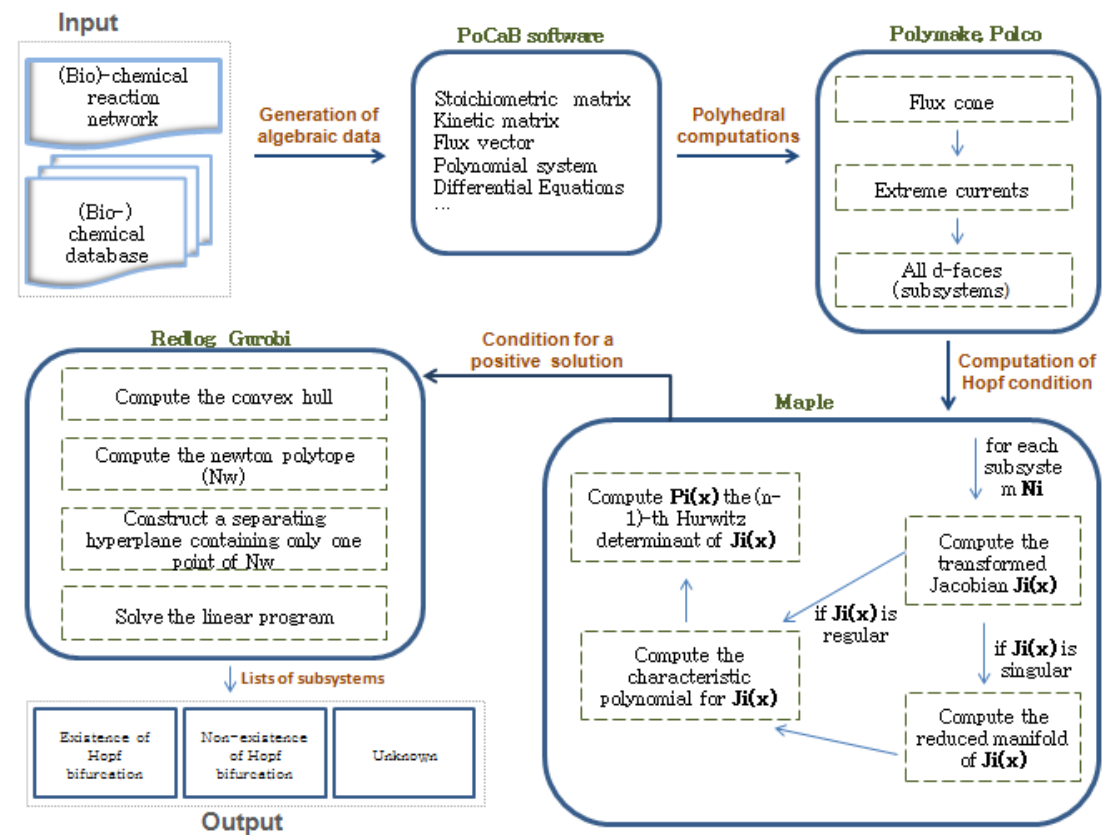 Input
(Bio)-chemical
reaction
network
(Bio-)
chemical
database
Generation of
algebraic data
PoCaB software
Stoichiometric matrix
Kinetic matrix
Flux vector
Polynomial system
Differential Equations
...
Polyhedral
computations
Polymake, Polco
Flux cone
Extreme currents
All d-faces
(subsystems)
Computation of
Hopf condition
Maple
for each
subsyste
m Ni
Compute the
transformed
Jacobian Ji(x)
if Ji(x) is
regular
if Ji(x) is
singular
Compute the
reduced manifold
of Ji(x)
Compute the
characteristic
polynomial for Ji(x)
Compute Pi(x) the (n-
1)-th Hurwitz
determinant of Ji(x)
Condition for a
positive solution
Redlog, Gurobi
Compute the convex hull
Compute the newton polytope
(Nw)
Construct a separating
hyperplane containing only one
point of Nw
Solve the linear program
Lists of subsystems
Existence of
Hopf
bifurcation
Non-existence
of Hopf
bifurcation
Unknown
Output